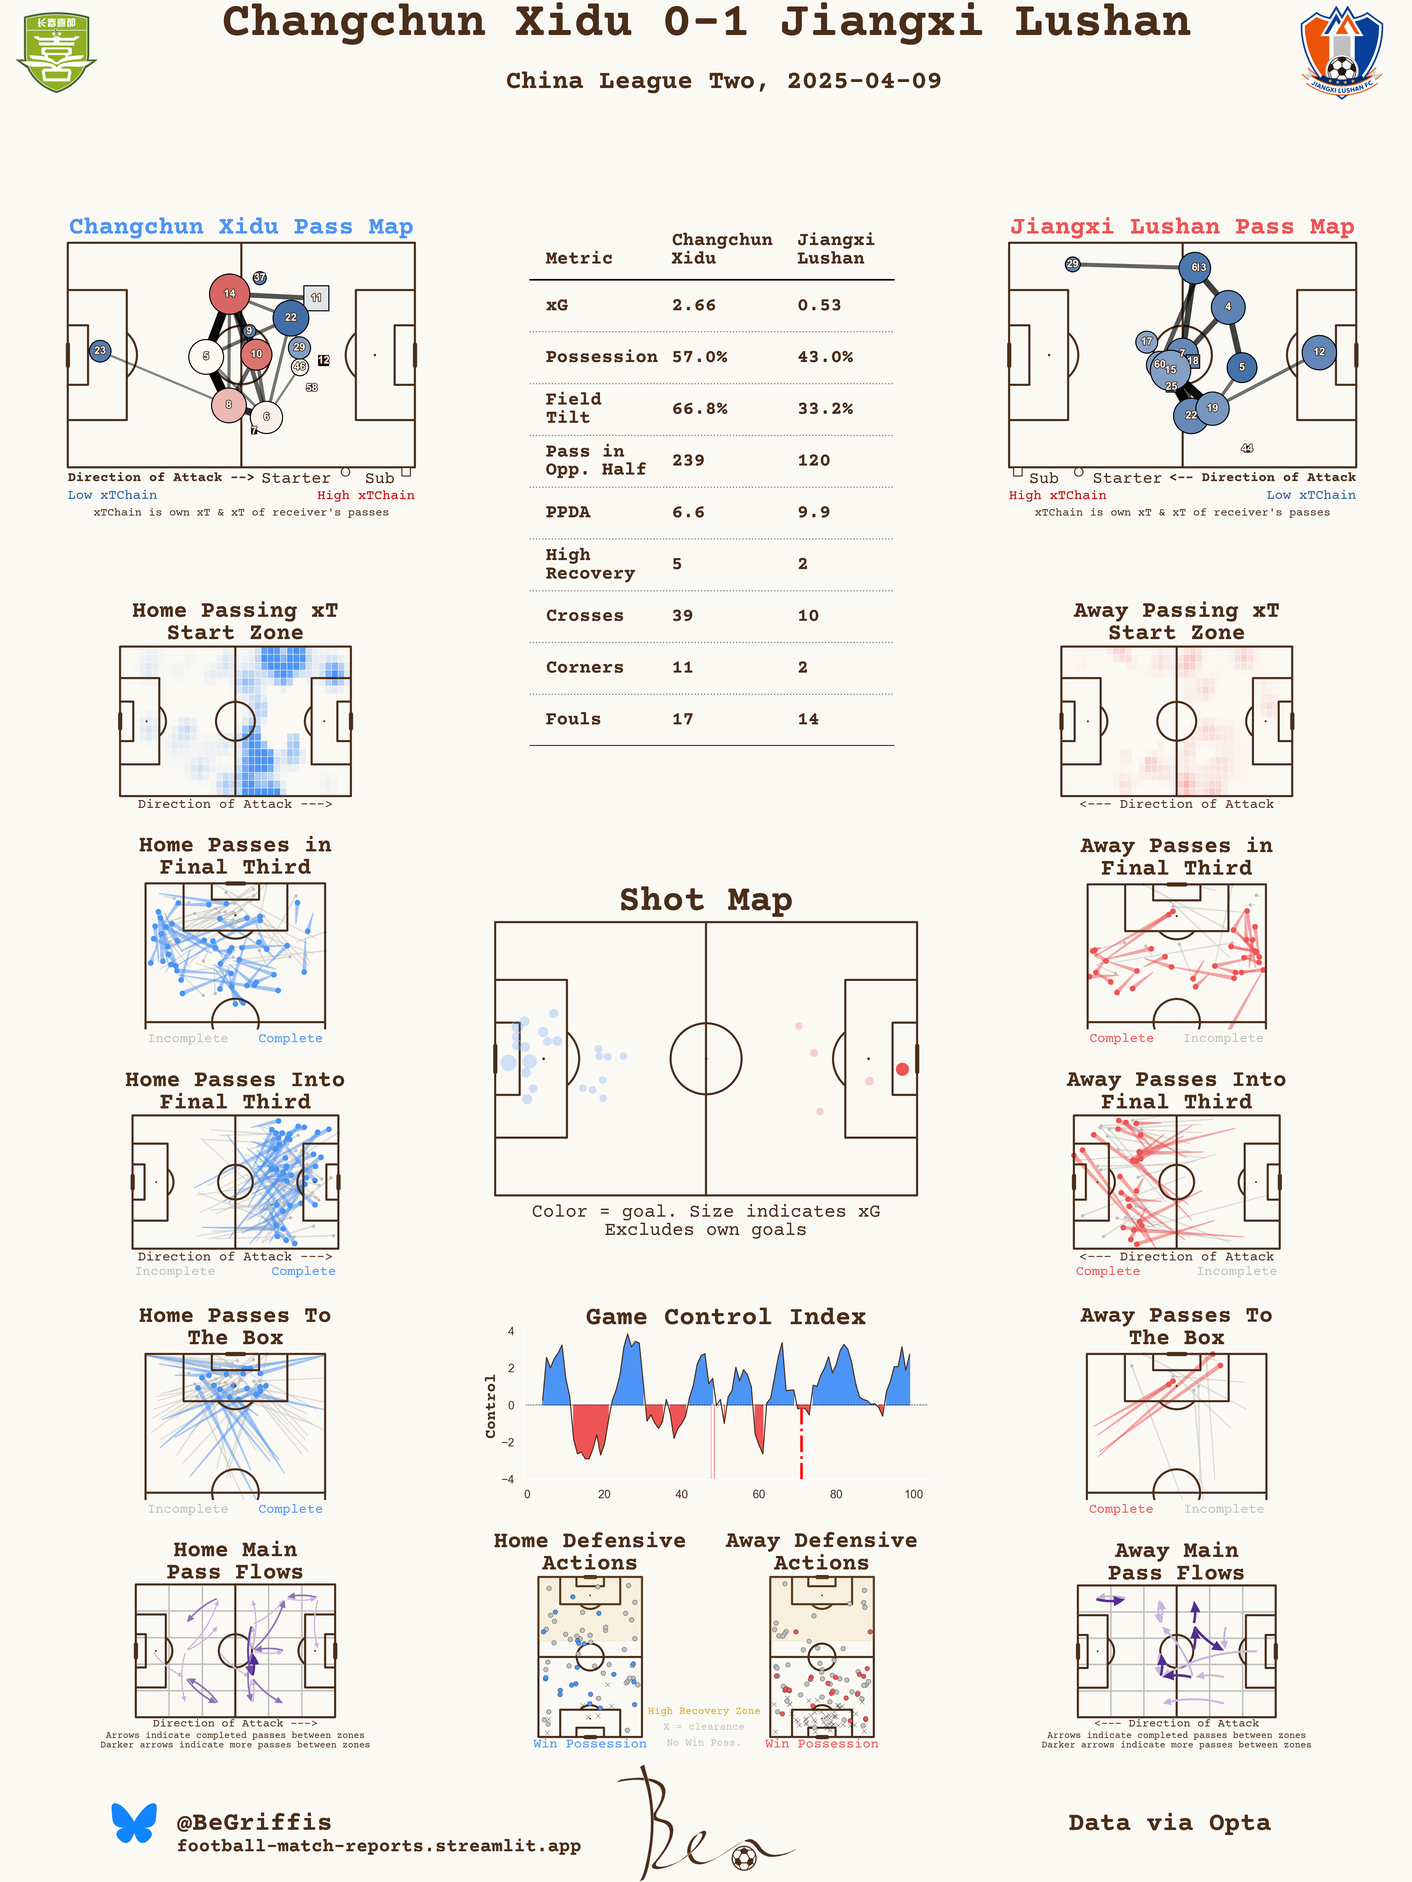 Changchun Xidu 0-1 Jiangxi Lushan
China League Two, 2025-04-09
长春喜都
喜
JIANGXI LUSHAN FC
Changchun Xidu Pass Map
37
14
11
22
9
29
5
10
23
46
12
58
8
6
7
Direction of Attack --> Starter Sub
Low xTChain High xTChain
xTChain is own xT & xT of receiver's passes
Metric Changchun Xidu Jiangxi Lushan
xG 2.66 0.53
Possession 57.0% 43.0%
Field Tilt 66.8% 33.2%
Pass in Opp. Half 239 120
PPDA 6.6 9.9
High Recovery 5 2
Crosses 39 10
Corners 11 2
Fouls 17 14
Jiangxi Lushan Pass Map
29
4
17
7
12
18
60
15
5
25
22
19
44
Sub Starter <-- Direction of Attack
High xTChain Low xTChain
xTChain is own xT & xT of receiver's passes
Home Passing xT
Start Zone
Direction of Attack --->
Away Passing xT
Start Zone
<--- Direction of Attack
Home Passes in
Final Third
Incomplete Complete
Away Passes in
Final Third
Complete Incomplete
Shot Map
Color = goal. Size indicates xG
Excludes own goals
Home Passes Into
Final Third
Direction of Attack --->
Incomplete Complete
Away Passes Into
Final Third
<--- Direction of Attack
Complete Incomplete
Home Passes To
The Box
Incomplete Complete
Game Control Index
Control
4
2
0
−2
−4
0 20 40 60 80 100
Away Passes To
The Box
Complete Incomplete
Home Main
Pass Flows
Direction of Attack --->
Arrows indicate completed passes between zones
Darker arrows indicate more passes between zones
Home Defensive
Actions
Win Possession
High Recovery Zone
X = clearance
No Win Poss.
Away Defensive
Actions
Win Possession
Away Main
Pass Flows
<--- Direction of Attack
Arrows indicate completed passes between zones
Darker arrows indicate more passes between zones
@BeGriffis
football-match-reports.streamlit.app
Ben
Data via Opta